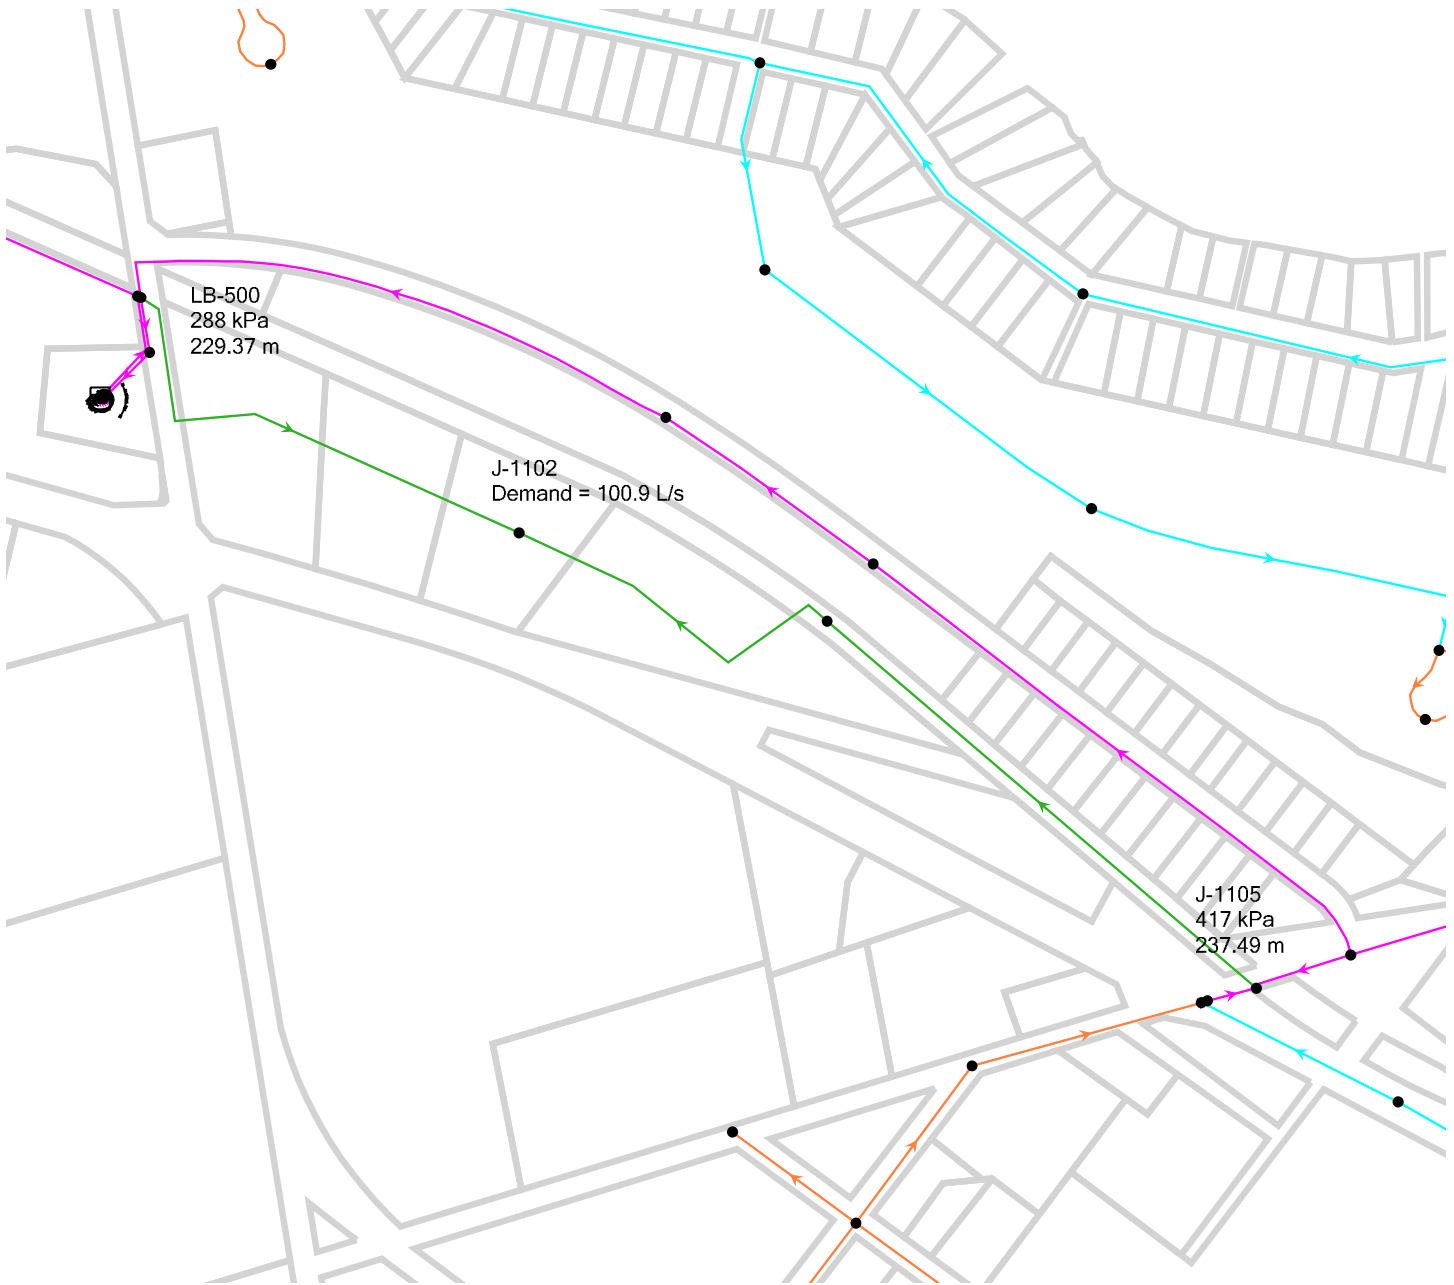 LB-500
288 kPa
229.37 m
J-1102
Demand = 100.9 L/s
J-1105
417 kPa
237.49 m